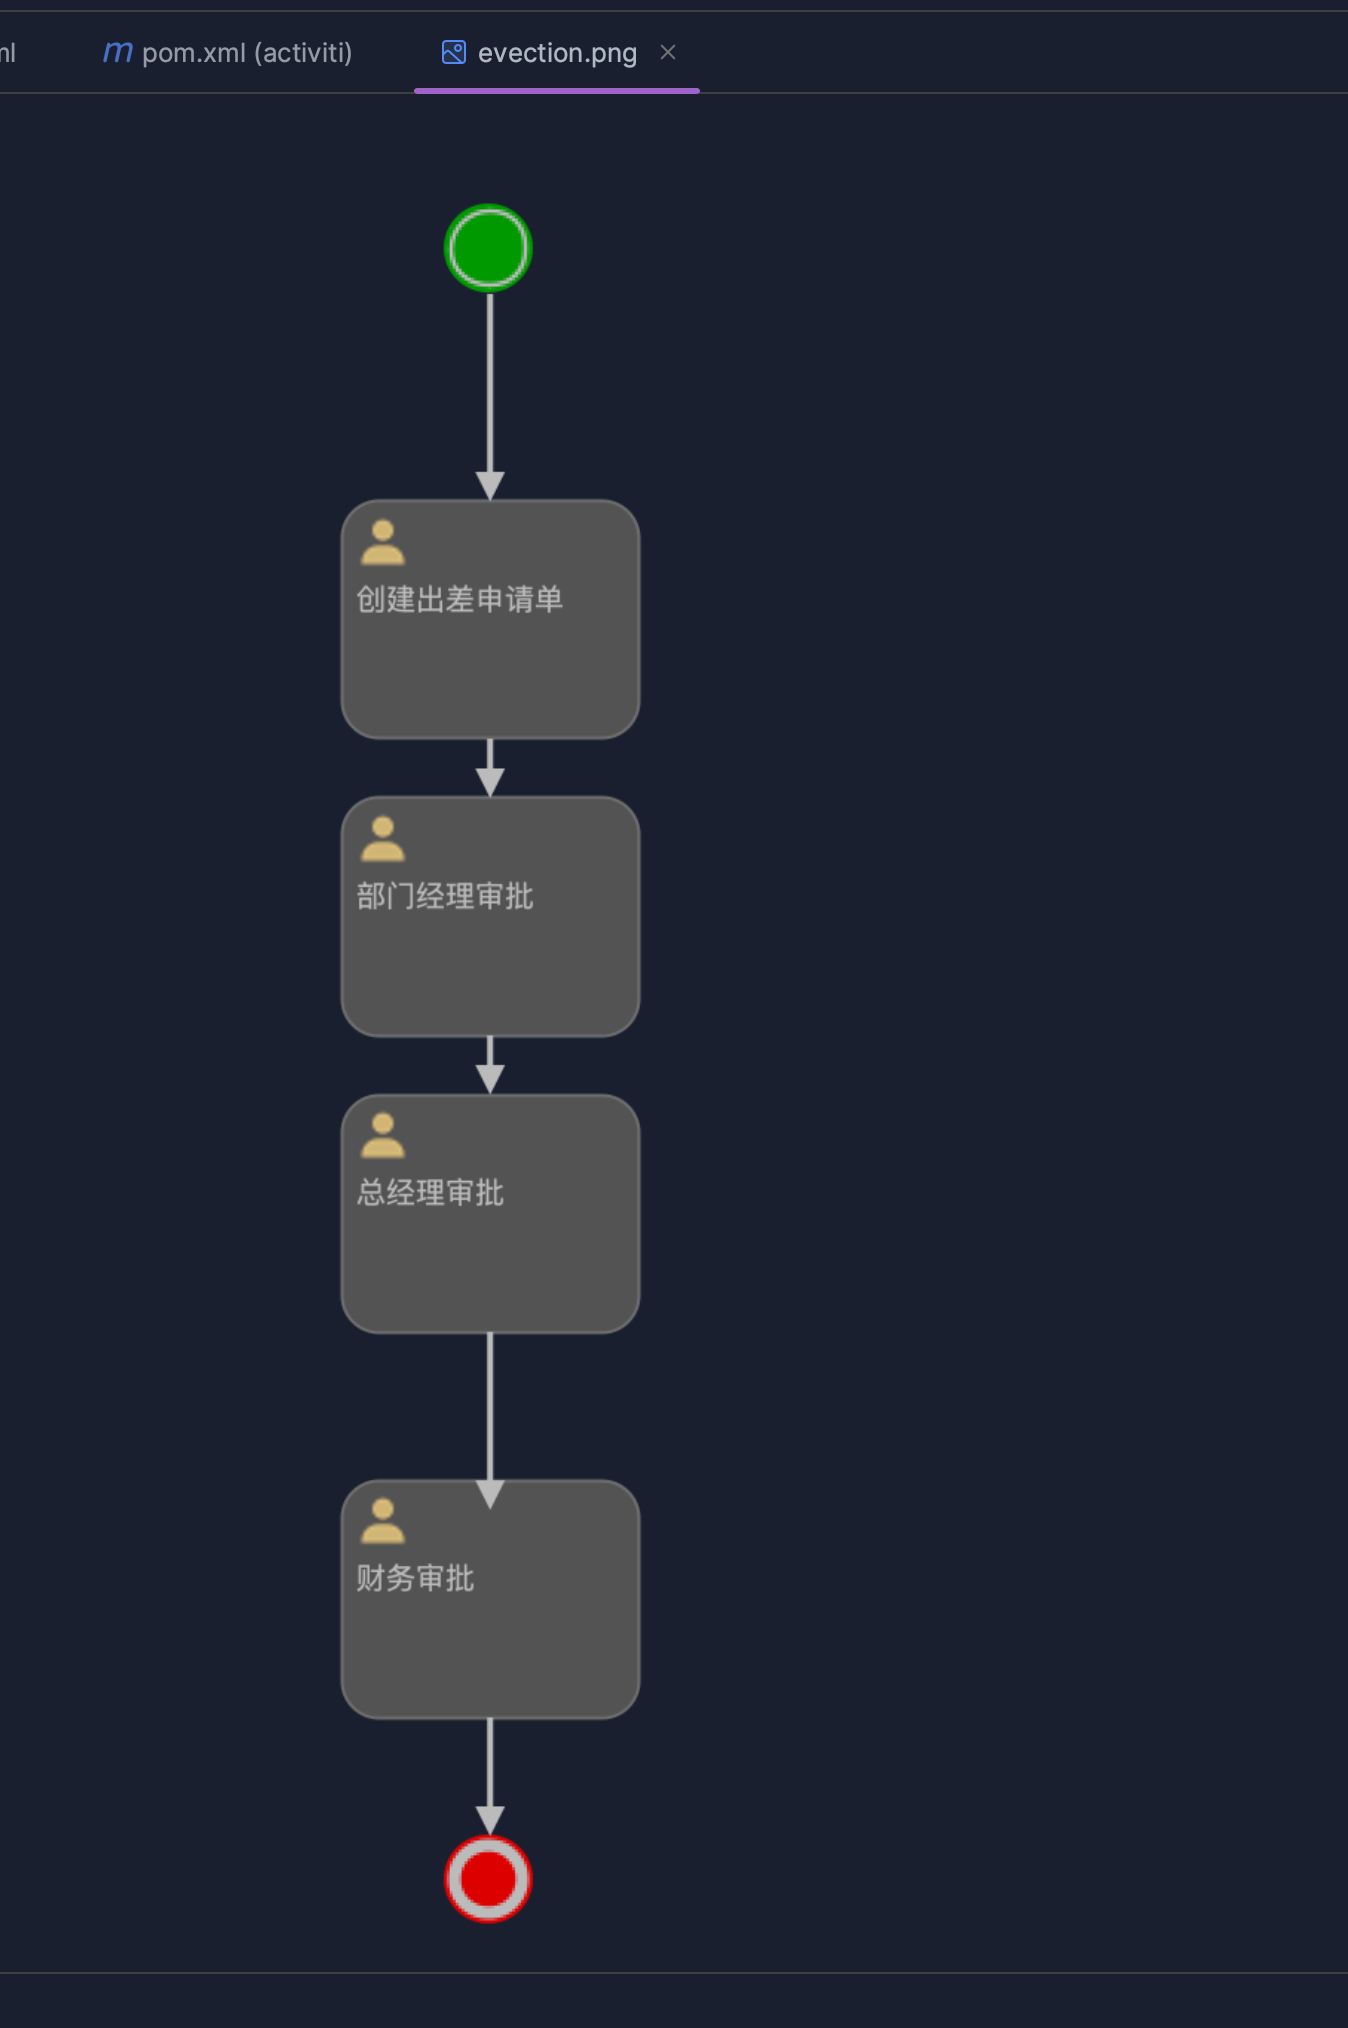 ml
pom.xml (activiti)
evection.png
创建出差申请单
部门经理审批
总经理审批
财务审批